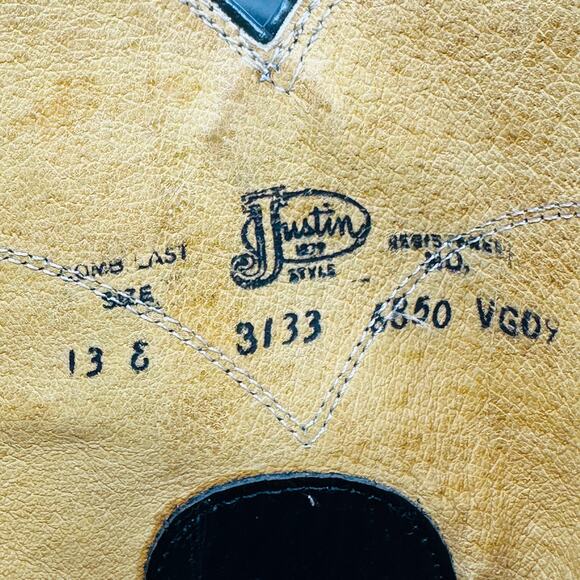 COMB LAST
SIZE
13 E
Justin
1879
STYLE
3133
REGISTERED
NO.
5850 VG09